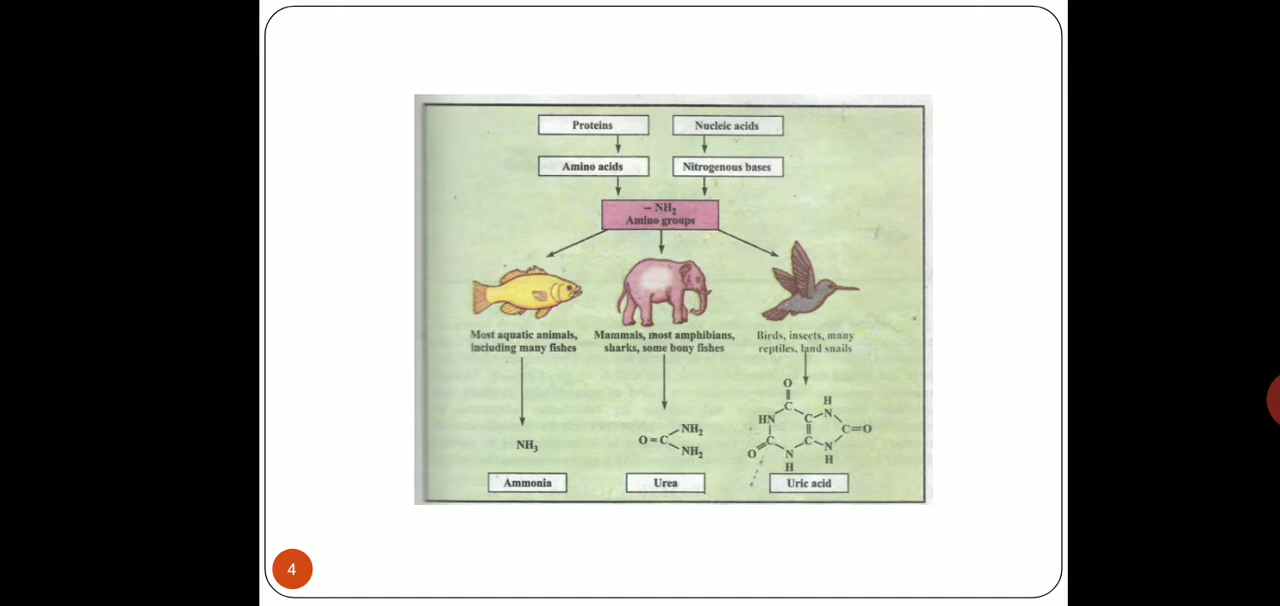 Proteins
Nucleic acids
Amino acids
Nitrogenous bases
– NH₂
Amino groups
Most aquatic animals,
including many fishes
Mammals, most amphibians,
sharks, some bony fishes
Birds, insects, many
reptiles, land snails
NH₃
O=C
NH₂
NH₂
O
C
H
N
HN
C
C=O
C
C
N
O
N
H
H
Ammonia
Urea
Uric acid
4